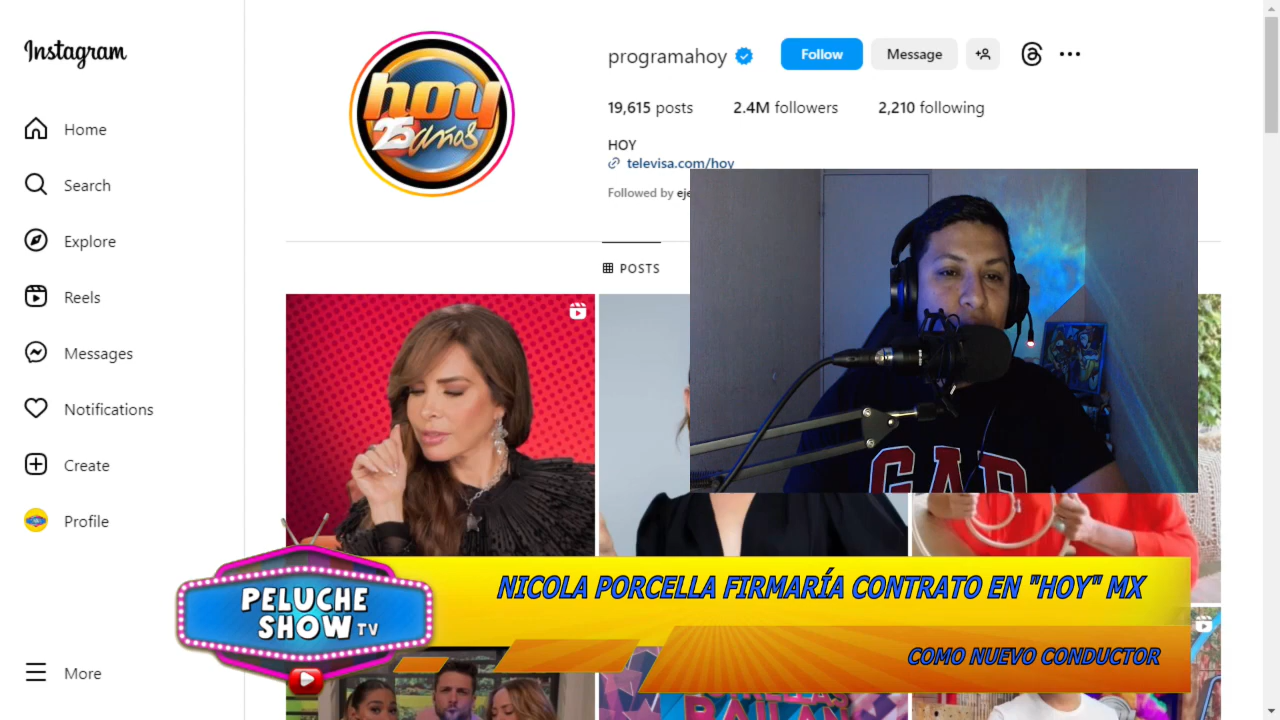 Instagram
Home
Search
Explore
Reels
Messages
Notifications
Create
Profile
More
hoy
25 años
programahoy
Follow
Message
19,615 posts
2.4M followers
2,210 following
HOY
televisa.com/hoy
Followed by eje
POSTS
GAP
PELUCHE
SHOW TV
NICOLA PORCELLA FIRMARÍA CONTRATO EN "HOY" MX
COMO NUEVO CONDUCTOR
BAILAN